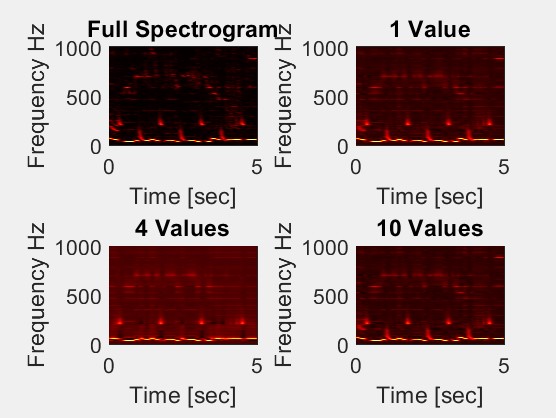 Full Spectrogram
Frequency Hz
1000
500
0
0 5
Time [sec]
1 Value
Frequency Hz
1000
500
0
0 5
Time [sec]
4 Values
Frequency Hz
1000
500
0
0 5
Time [sec]
10 Values
Frequency Hz
1000
500
0
0 5
Time [sec]